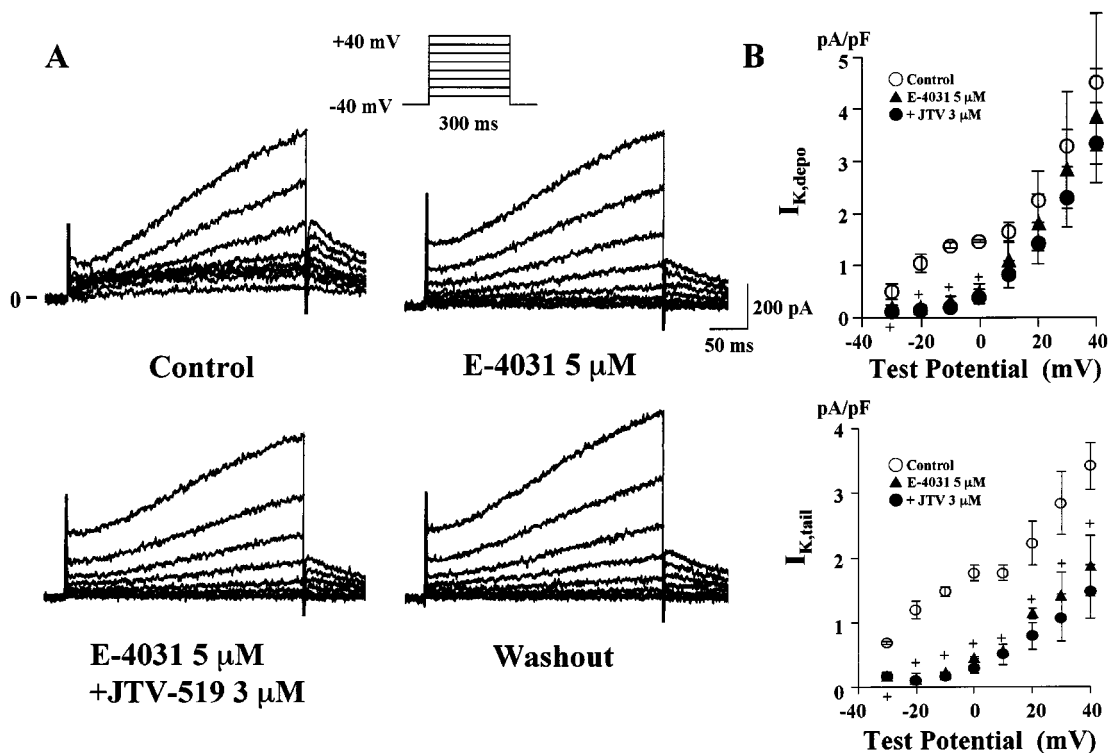 A
+40 mV
-40 mV
300 ms
0
Control
E-4031 5 μM
200 pA
50 ms
E-4031 5 μM
+JTV-519 3 μM
Washout
B
pA/pF
5
4
3
2
1
0
I_K,depo
Control
E-4031 5 μM
+ JTV 3 μM
+
+
+
+
-40
-20
0
20
40
Test Potential (mV)
pA/pF
4
3
2
1
0
I_K,tail
Control
E-4031 5 μM
+ JTV 3 μM
+
+
+
+
+
+
+
+
-40
-20
0
20
40
Test Potential (mV)